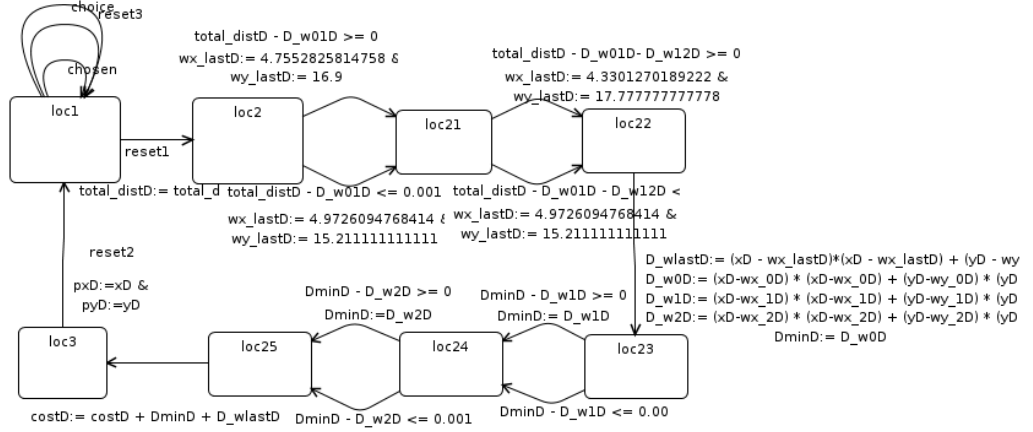 choice
reset3
chosen
loc1
reset1
total_distD:= total_d
total_distD - D_w01D >= 0
wx_lastD:= 4.7552825814758 &
wy_lastD:= 16.9
loc2
total_distD - D_w01D <= 0.001
wx_lastD:= 4.9726094768414 &
wy_lastD:= 15.211111111111
loc21
total_distD - D_w01D- D_w12D >= 0
wx_lastD:= 4.3301270189222 &
wy_lastD:= 17.777777777778
loc22
total_distD - D_w01D - D_w12D <
wx_lastD:= 4.9726094768414 &
wy_lastD:= 15.211111111111
D_wlastD:= (xD - wx_lastD)*(xD - wx_lastD) + (yD - wy
D_w0D:= (xD-wx_0D) * (xD-wx_0D) + (yD-wy_0D) * (yD
D_w1D:= (xD-wx_1D) * (xD-wx_1D) + (yD-wy_1D) * (yD
D_w2D:= (xD-wx_2D) * (xD-wx_2D) + (yD-wy_2D) * (yD
DminD:= D_w0D
reset2
pxD:=xD &
pyD:=yD
loc3
costD:= costD + DminD + D_wlastD
loc25
DminD - D_w2D >= 0
DminD:=D_w2D
DminD - D_w2D <= 0.001
loc24
DminD - D_w1D >= 0
DminD:= D_w1D
DminD - D_w1D <= 0.00
loc23